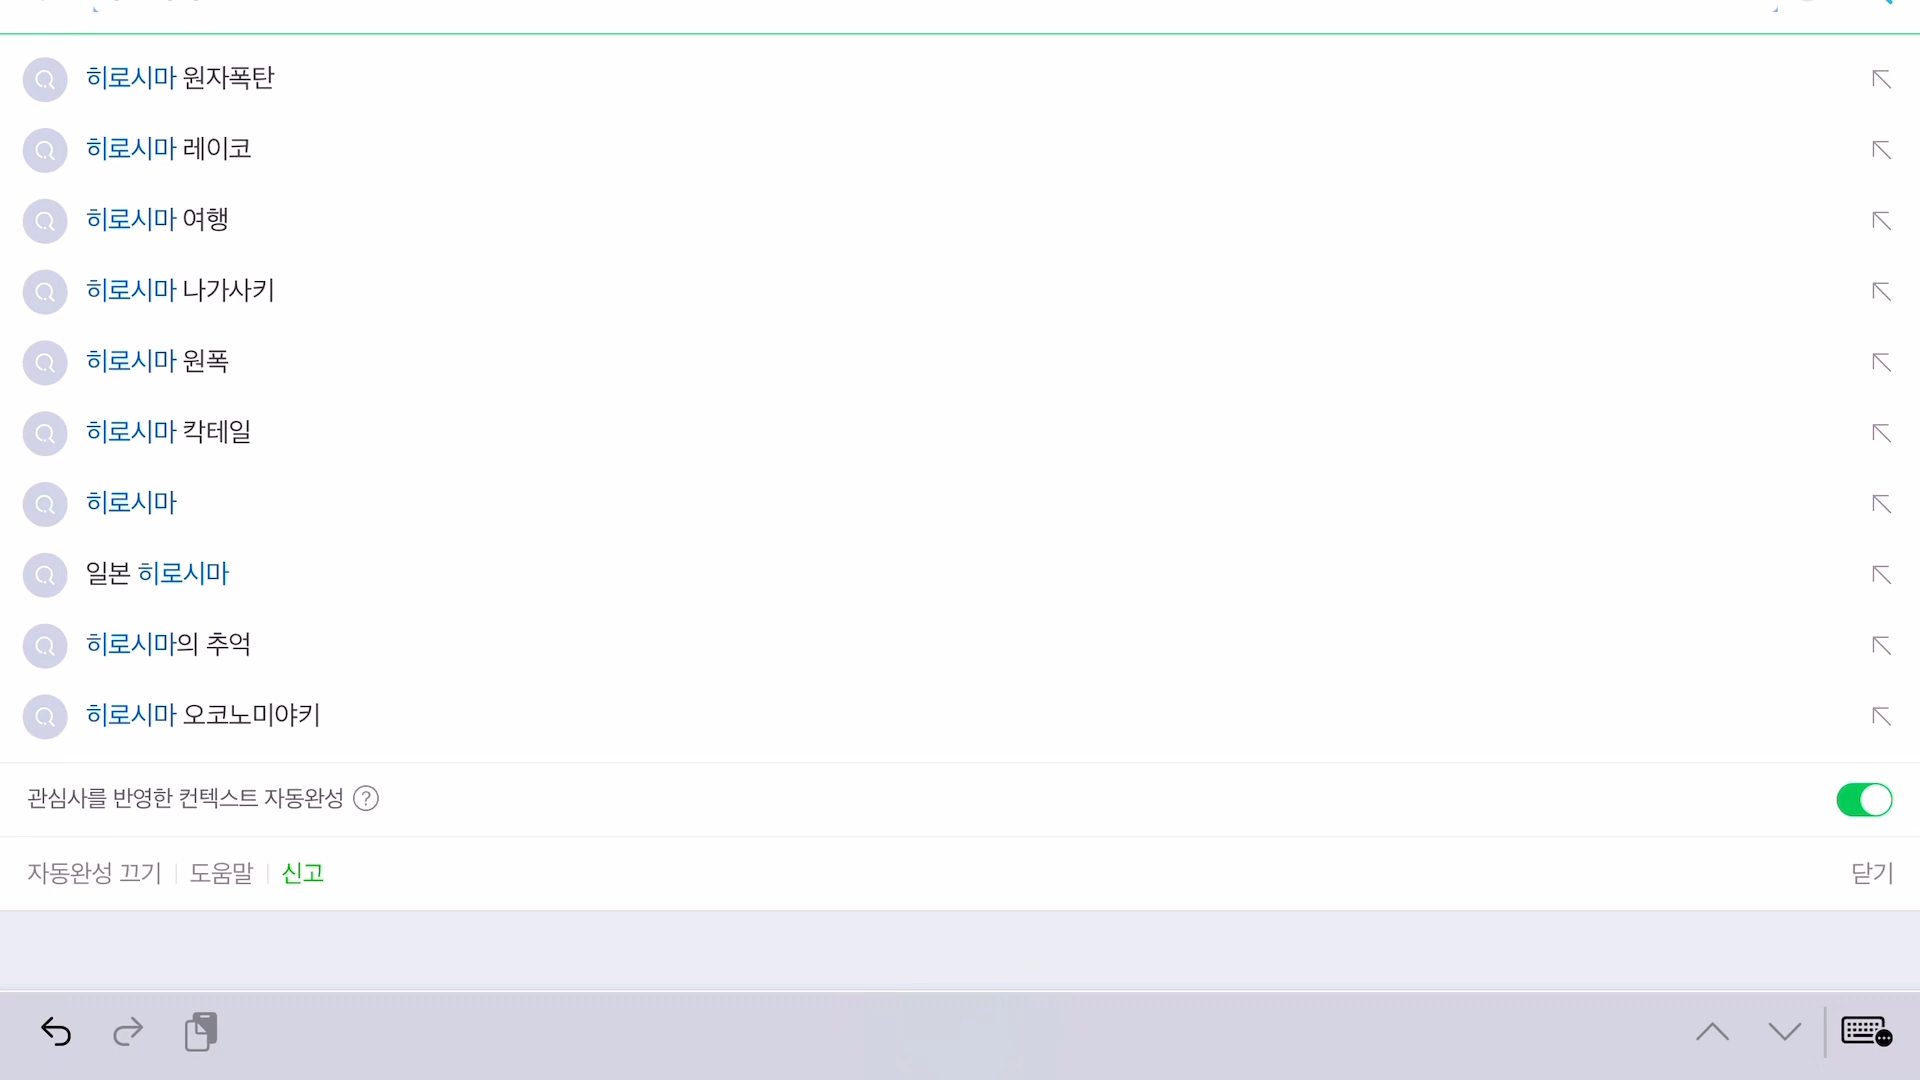 히로시마 원자폭탄
히로시마 레이코
히로시마 여행
히로시마 나가사키
히로시마 원폭
히로시마 칵테일
히로시마
일본 히로시마
히로시마의 추억
히로시마 오코노미야키
관심사를 반영한 컨텍스트 자동완성 ?
자동완성 끄기 | 도움말 | 신고 닫기